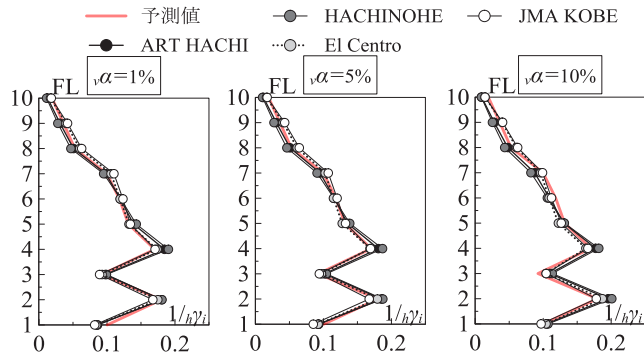 予測値 HACHINOHE JMA KOBE
ART HACHI El Centro
FL vα=1% FL vα=5% FL vα=10%
10 10 10
9 9 9
8 8 8
7 7 7
6 6 6
5 5 5
4 4 4
3 3 3
2 2 2
1 1/hγi 1 1/hγi 1 1/hγi
0 0.1 0.2 0 0.1 0.2 0 0.1 0.2